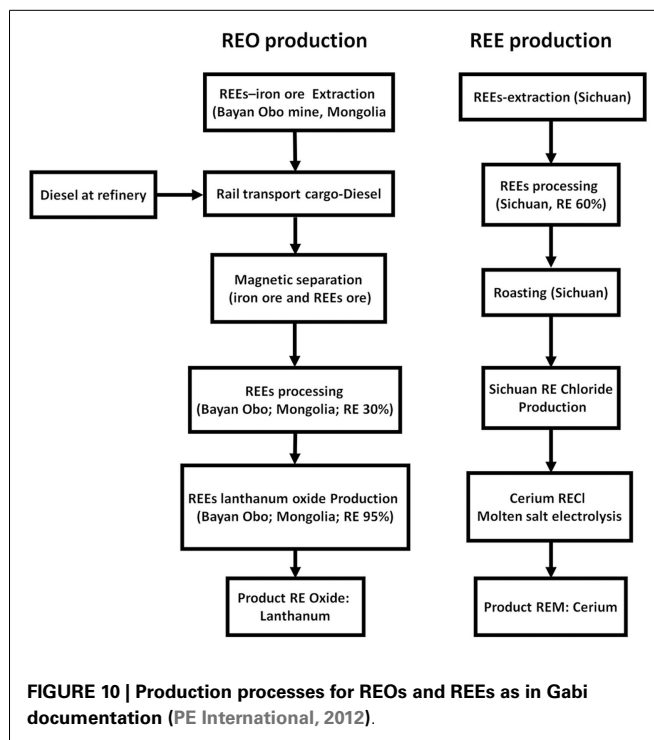 REO production
REEs–iron ore Extraction
(Bayan Obo mine, Mongolia
Diesel at refinery
Rail transport cargo-Diesel
Magnetic separation
(iron ore and REEs ore)
REEs processing
(Bayan Obo; Mongolia; RE 30%)
REEs lanthanum oxide Production
(Bayan Obo; Mongolia; RE 95%)
Product RE Oxide:
Lanthanum
REE production
REEs-extraction (Sichuan)
REEs processing
(Sichuan, RE 60%)
Roasting (Sichuan)
Sichuan RE Chloride
Production
Cerium RECl
Molten salt electrolysis
Product REM: Cerium
FIGURE 10 | Production processes for REOs and REEs as in Gabi
documentation (PE International, 2012).